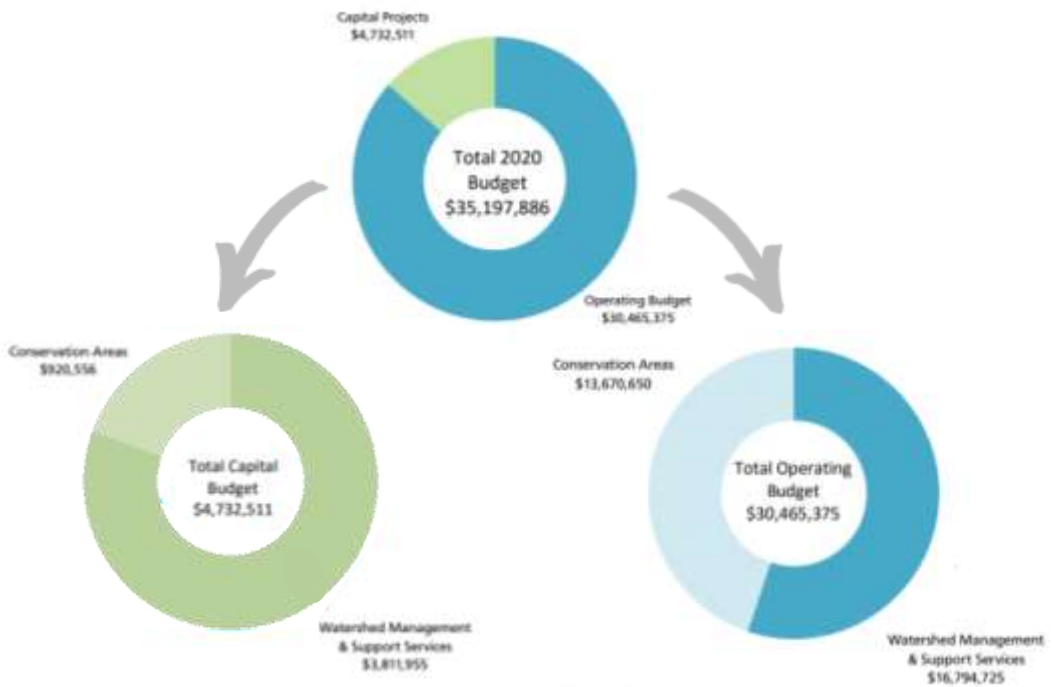 Capital Projects
$4,732,511
Total 2020
Budget
$35,197,886
Operating Budget
$30,465,375
Conservation Areas
$920,556
Total Capital
Budget
$4,732,511
Watershed Management
& Support Services
$3,811,955
Conservation Areas
$13,670,650
Total Operating
Budget
$30,465,375
Watershed Management
& Support Services
$16,794,725